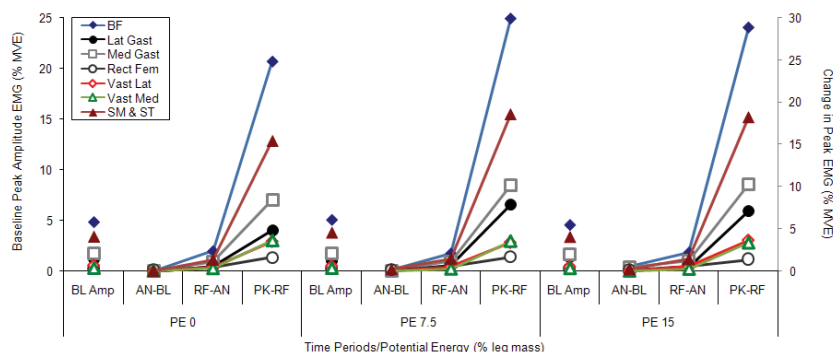 Baseline Peak Amplitude EMG (% MVE)
25
20
15
10
5
0
BF
Lat Gast
Med Gast
Rect Fem
Vast Lat
Vast Med
SM & ST
30
25
20
15
10
5
0
Change in Peak EMG (% MVE)
BL Amp AN-BL RF-AN PK-RF BL Amp AN-BL RF-AN PK-RF BL Amp AN-BL RF-AN PK-RF
PE 0 PE 7.5 PE 15
Time Periods/Potential Energy (% leg mass)